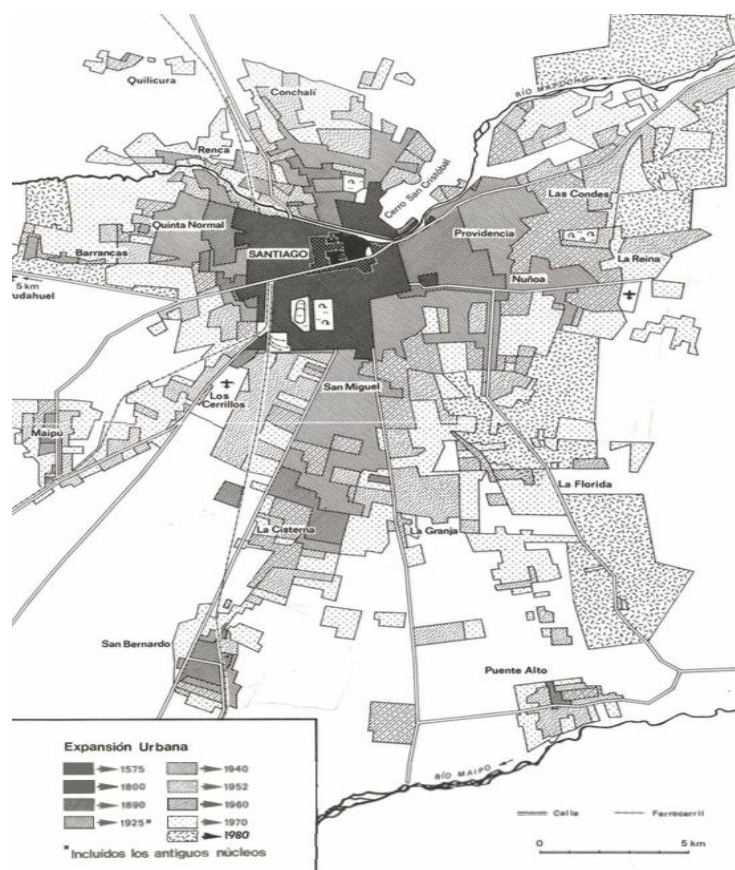 Quilicura
Conchalí
RÍO MAPOCHO
Renca
Cerro San Cristóbal
Las Condes
Quinta Normal
Providencia
Barrancas
SANTIAGO
La Reina
Ñuñoa
5 km
udahuel
San Miguel
Los
Cerrillos
Maipú
La Florida
La Cisterna
La Granja
San Bernardo
Puente Alto
RÍO MAIPO
Expansión Urbana
1575
1800
1890
1925*
1940
1952
1960
1970
1980
*Incluídos los antiguos núcleos
Calle
Ferrocarril
0 5 km